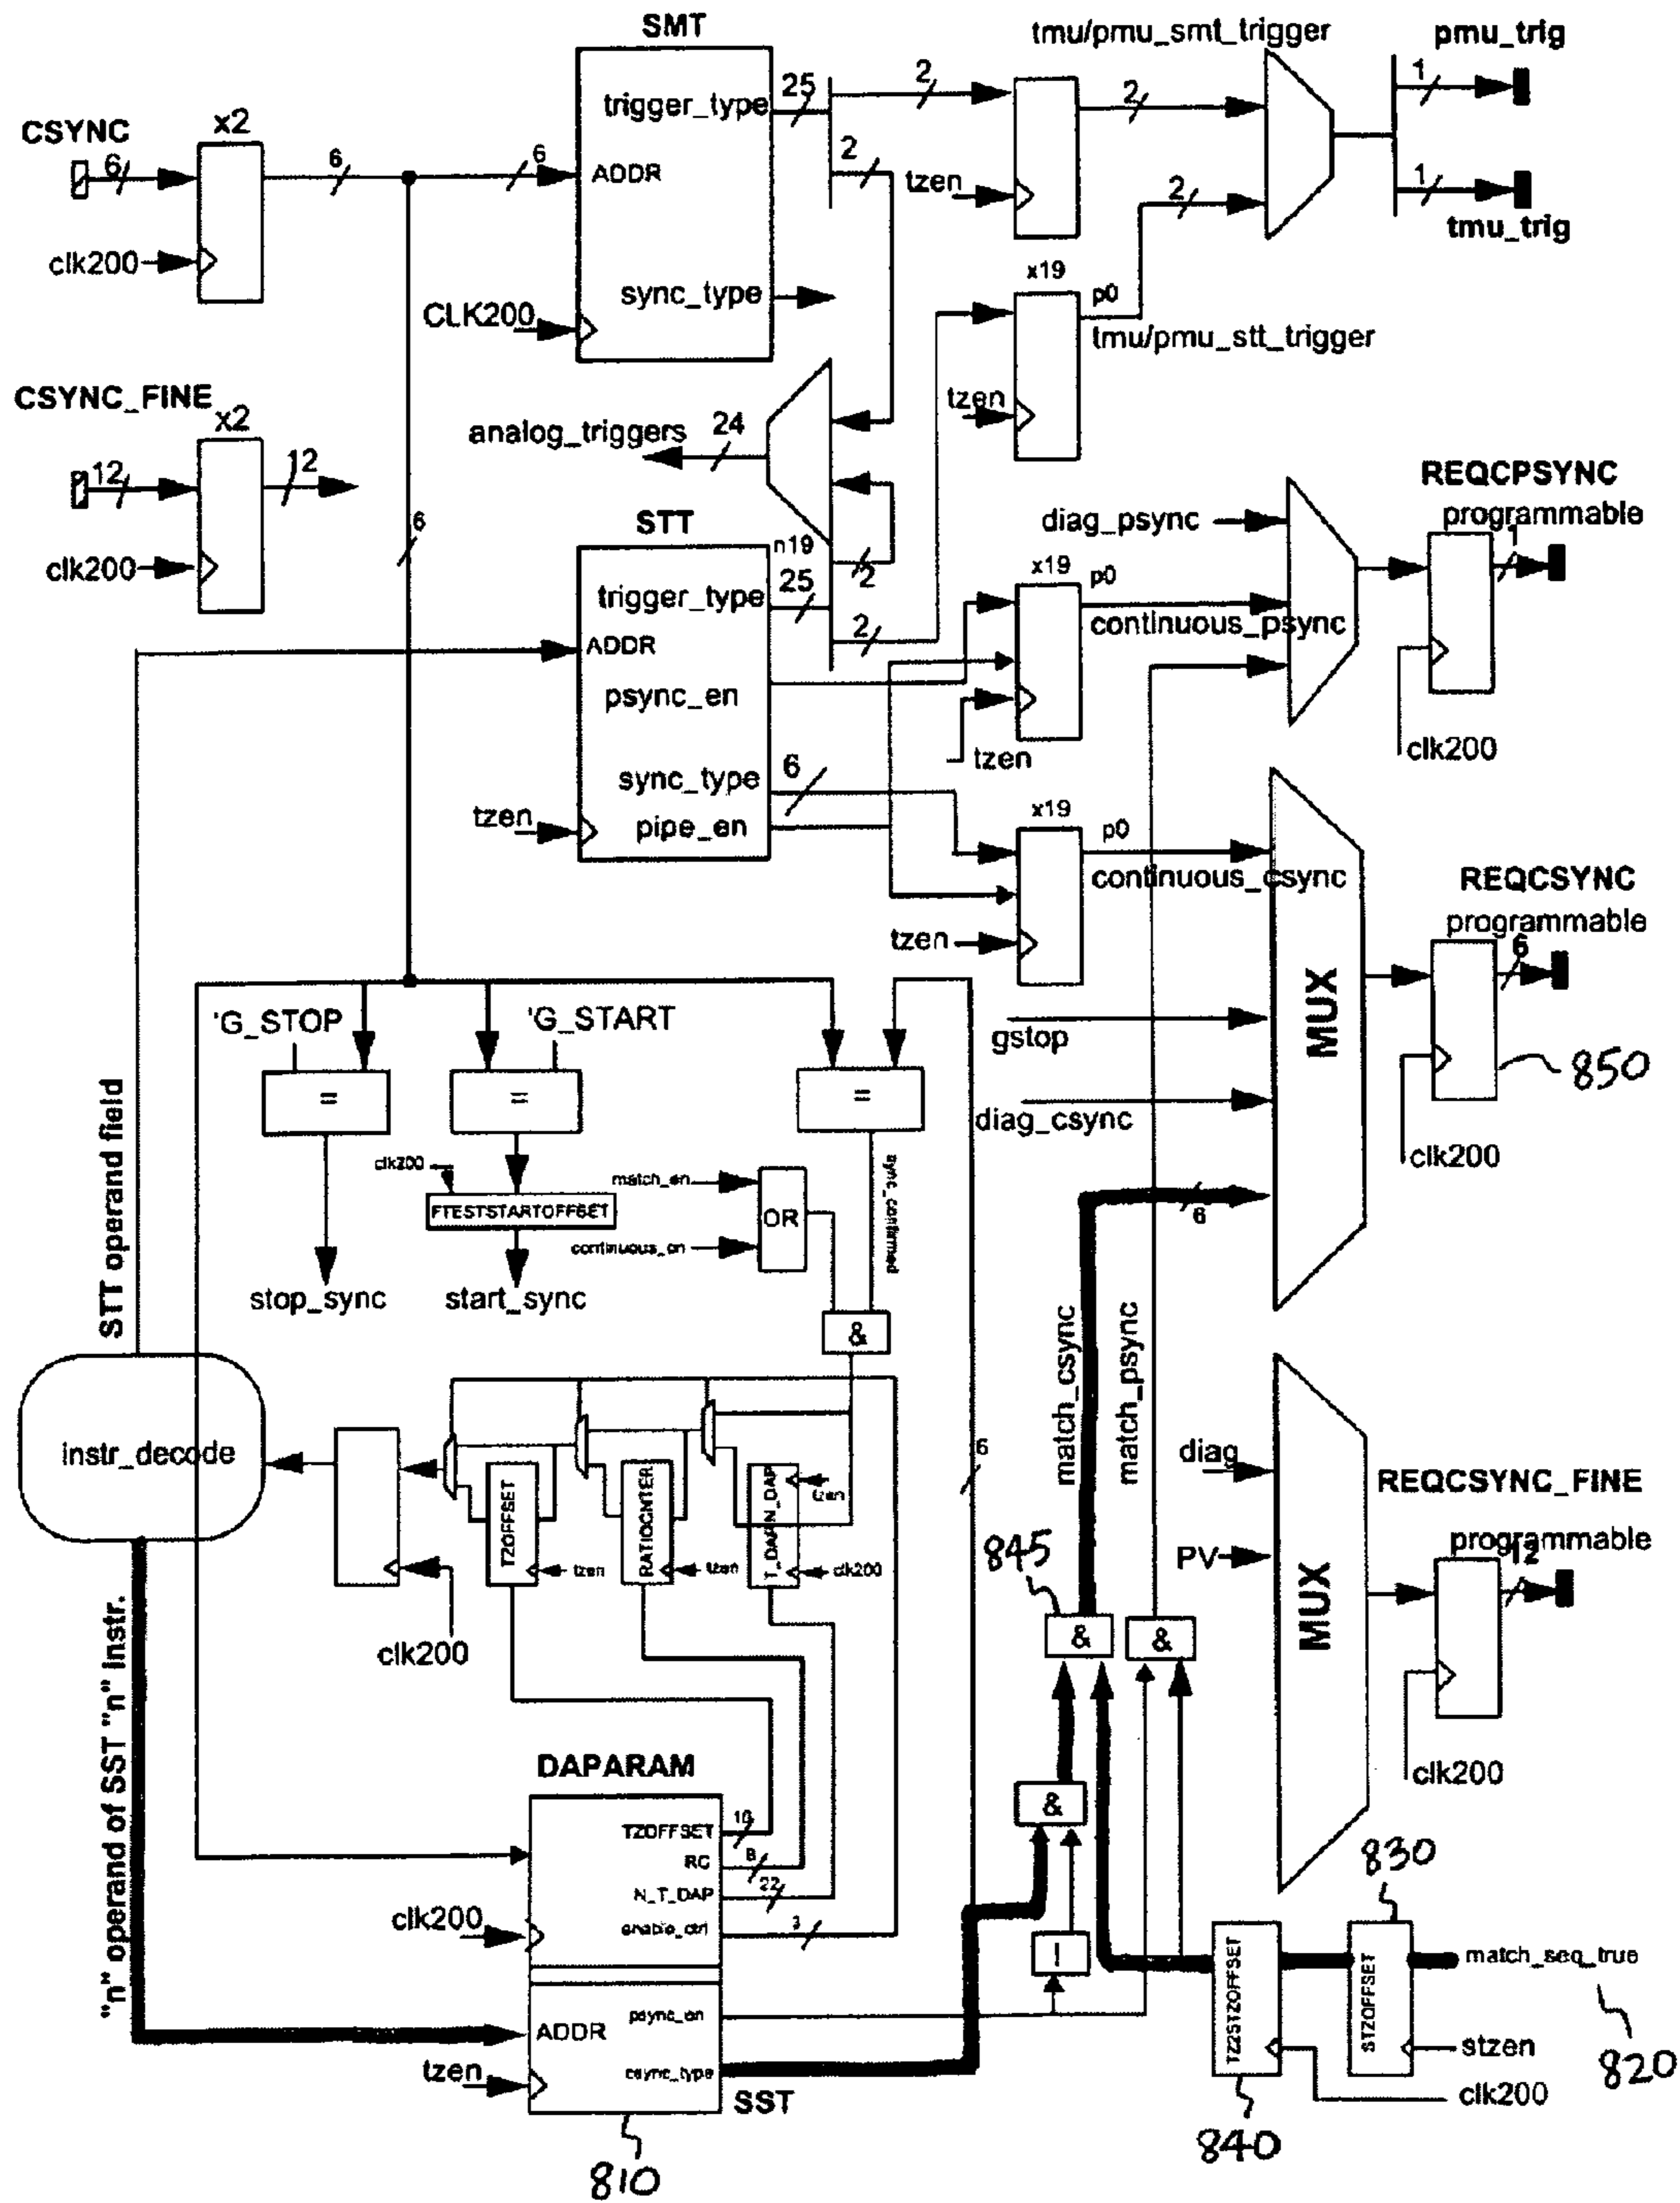 SMT
tmu/pmu_smt_trigger
pmu_trig
CSYNC
x2
6
6
6
trigger_type
25
2
2
1
ADDR
2
tzen
2
1
tmu_trig
clk200
CLK200
sync_type
x19
p0
tmu/pmu_stt_trigger
tzen
CSYNC_FINE
x2
12
12
clk200
analog_triggers
24
6
STT
n19
25
2
trigger_type
2
ADDR
psync_en
sync_type
6
pipe_en
tzen
diag_psync
x19
p0
continuous_psync
tzen
REQCPSYNC
programmable
1
clk200
x19
p0
continuous_csync
tzen
REQCSYNC
programmable
6
MUX
gstop
diag_csync
850
clk200
6
'G_STOP
'G_START
=
=
=
STT operand field
clk200
FTESTSTARTOFFSET
match_en
OR
continuous_en
sync_confirmed
stop_sync
start_sync
&
instr_decode
TZOFFSET
tzen
RATIOCNTER
tzen
T_DAPN_DAP
tzen
clk200
clk200
6
match_csync
match_psync
diag
PV
MUX
REQCSYNC_FINE
programmable
12
clk200
845
&
&
&
"n" operand of SST "n" instr.
DAPARAM
TZOFFSET
10
RC
8
N_T_DAP
22
enable_ctrl
3
clk200
!
830
TZ2STZOFFSET
STZOFFSET
match_seq_true
ADDR
psync_en
csync_type
tzen
SST
stzen
clk200
820
840
810